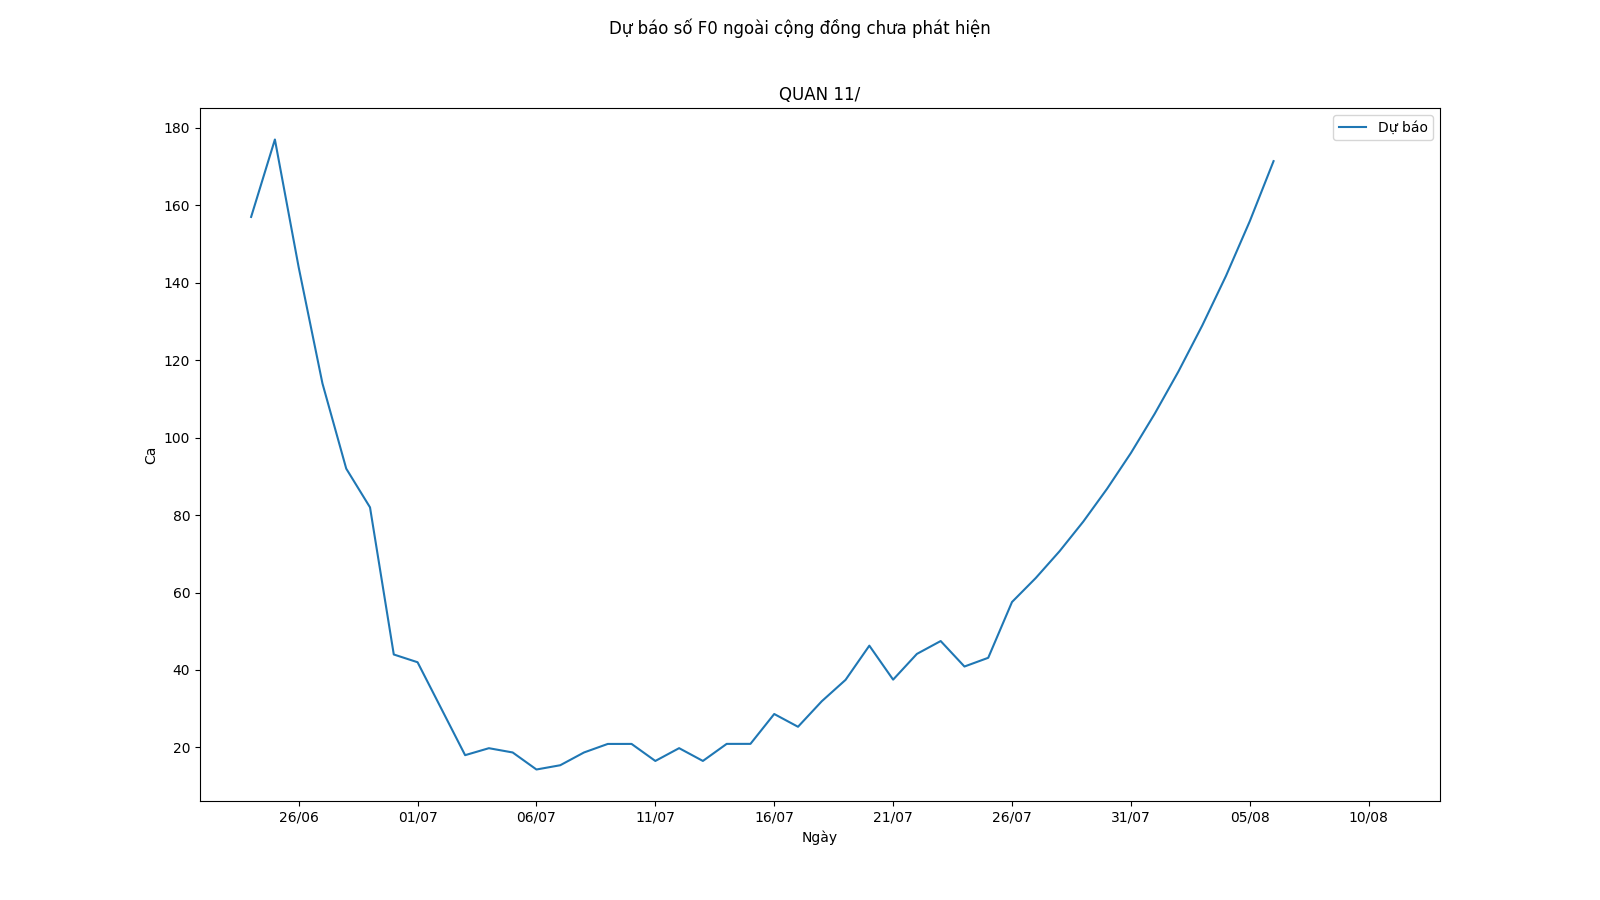 Dự báo số F0 ngoài cộng đồng chưa phát hiện
QUAN 11/
Dự báo
180
160
140
120
100
80
60
40
20
Ca
26/06 01/07 06/07 11/07 16/07 21/07 26/07 31/07 05/08 10/08
Ngày